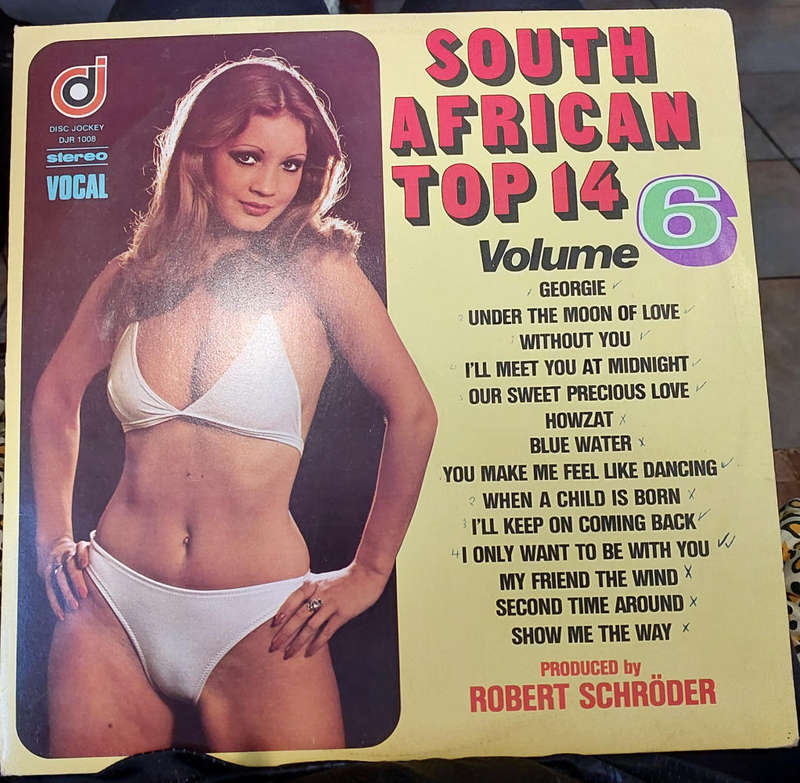 dj
DISC JOCKEY
DJR 1008
stereo
VOCAL
SOUTH
AFRICAN
TOP 14
Volume 6
GEORGIE
UNDER THE MOON OF LOVE
WITHOUT YOU
I'LL MEET YOU AT MIDNIGHT
OUR SWEET PRECIOUS LOVE
HOWZAT
BLUE WATER
YOU MAKE ME FEEL LIKE DANCING
2 WHEN A CHILD IS BORN
3 I'LL KEEP ON COMING BACK
4 I ONLY WANT TO BE WITH YOU
MY FRIEND THE WIND
SECOND TIME AROUND
SHOW ME THE WAY
PRODUCED by
ROBERT SCHRÖDER